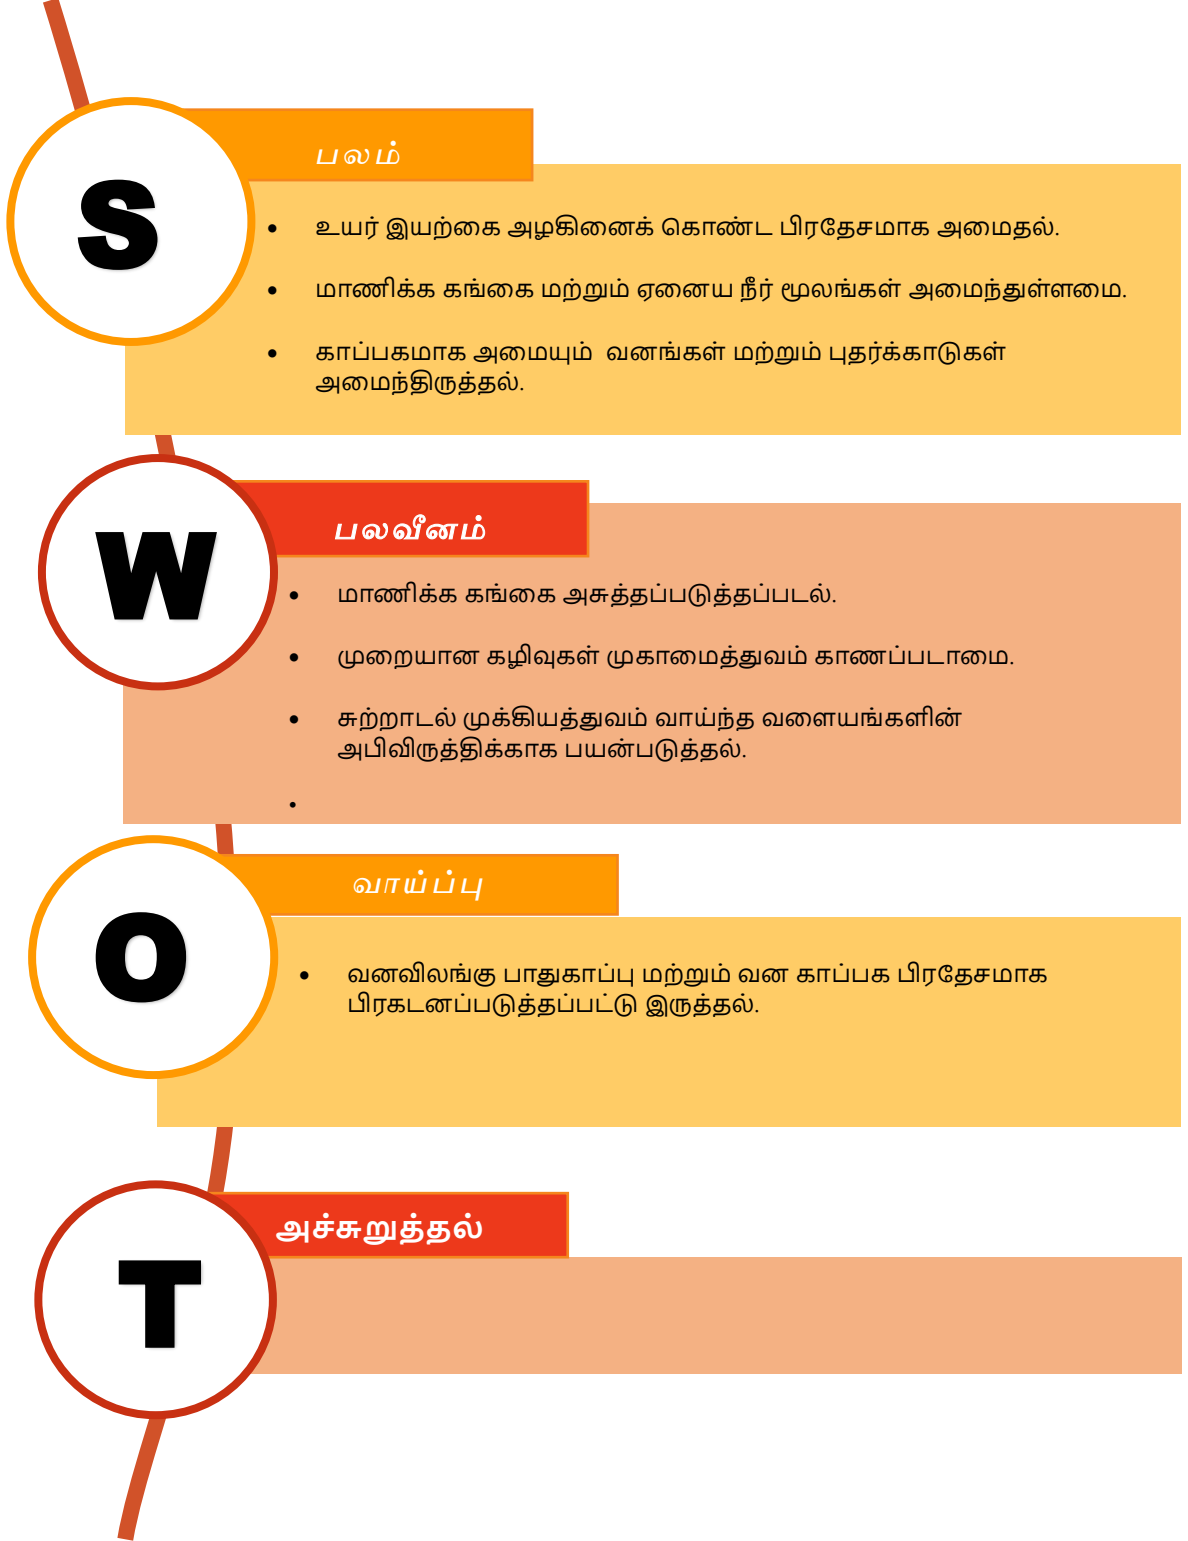 S
பலம்
• உயர் இயற்கை அழகினைக் கொண்ட பிரதேசமாக அமைதல்.
• மாணிக்க கங்கை மற்றும் ஏனைய நீர் மூலங்கள் அமைந்துள்ளமை.
• காப்பகமாக அமையும் வனங்கள் மற்றும் புதர்க்காடுகள்
அமைந்திருத்தல்.
W
பலவீனம்
• மாணிக்க கங்கை அசுத்தப்படுத்தப்படல்.
• முறையான கழிவுகள் முகாமைத்துவம் காணப்படாமை.
• சுற்றாடல் முக்கியத்துவம் வாய்ந்த வளையங்களின்
அபிவிருத்திக்காக பயன்படுத்தல்.
•
O
வாய்ப்பு
• வனவிலங்கு பாதுகாப்பு மற்றும் வன காப்பக பிரதேசமாக
பிரகடனப்படுத்தப்பட்டு இருத்தல்.
T
அச்சுறுத்தல்